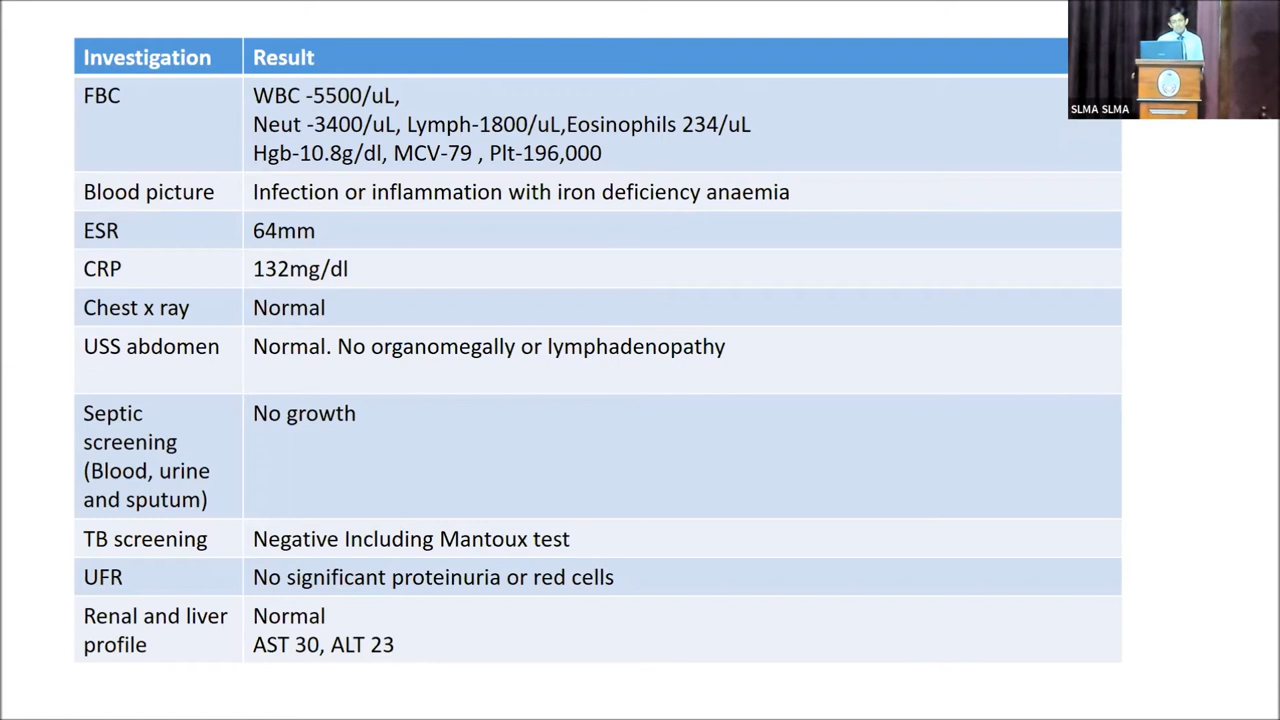 Investigation Result
FBC WBC -5500/uL,
Neut -3400/uL, Lymph-1800/uL,Eosinophils 234/uL
Hgb-10.8g/dl, MCV-79 , Plt-196,000
Blood picture Infection or inflammation with iron deficiency anaemia
ESR 64mm
CRP 132mg/dl
Chest x ray Normal
USS abdomen Normal. No organomegally or lymphadenopathy
Septic No growth
screening
(Blood, urine
and sputum)
TB screening Negative Including Mantoux test
UFR No significant proteinuria or red cells
Renal and liver Normal
profile AST 30, ALT 23
SLMA SLMA